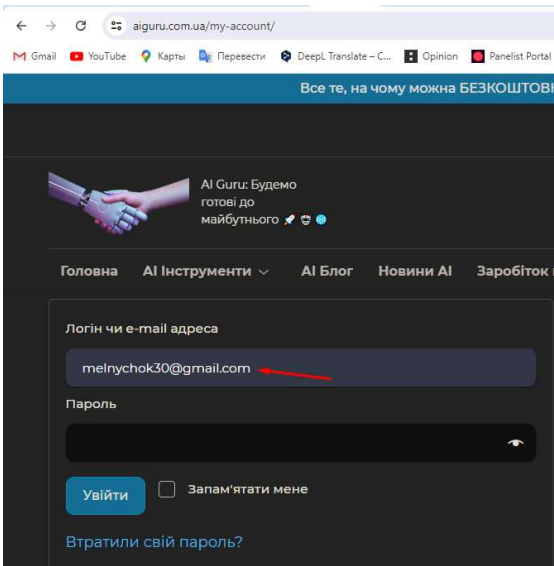 aiguru.com.ua/my-account/
Gmail YouTube Карты Перевести DeepL Translate – C... Opinion Panelist Portal
Все те, на чому можна
AI Guru: Будемо
готові до
майбутнього
Головна AI Інструменти AI Блог Новини AI Заробіток
Логін чи e-mail адреса
melnychok30@gmail.com
Пароль
Увійти Запам'ятати мене
Втратили свій пароль?